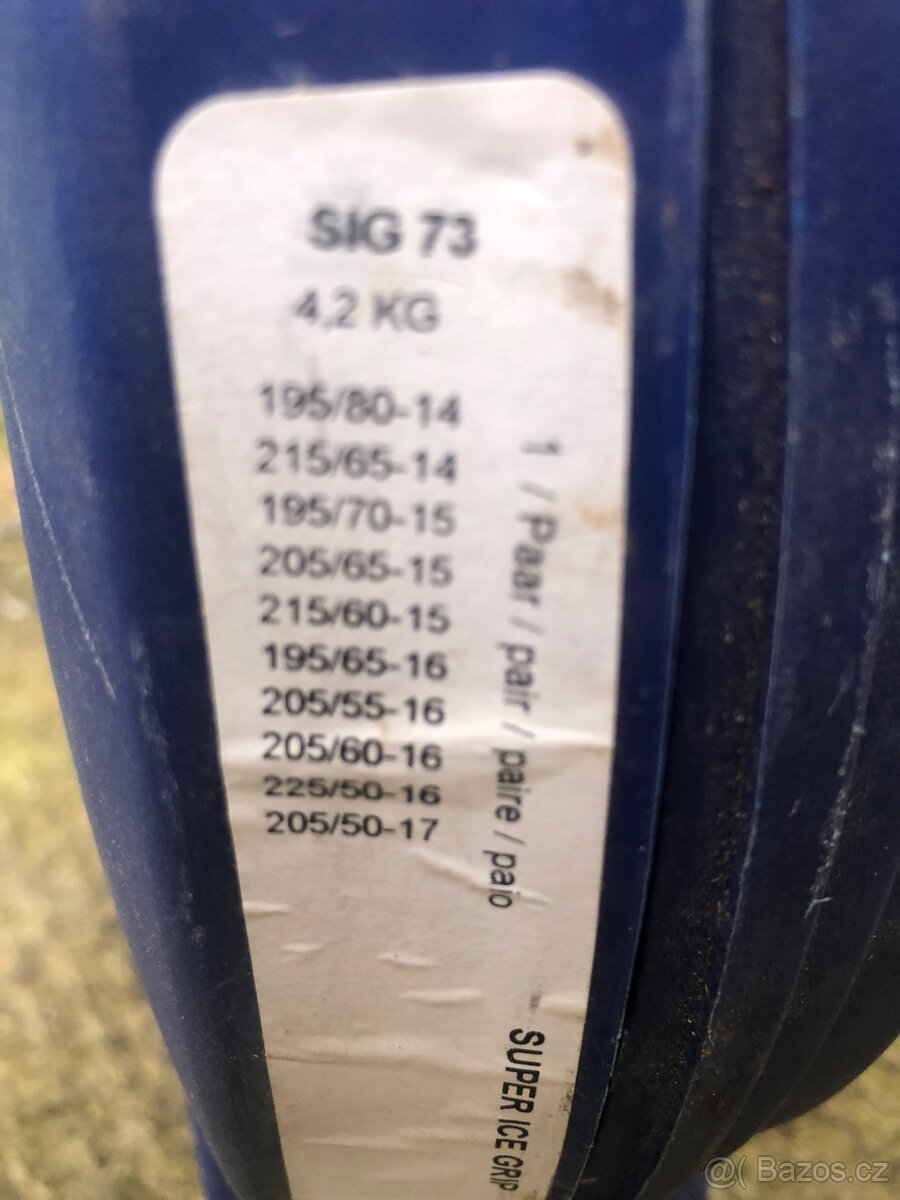 SIG 73
4,2 KG
195/80-14
215/65-14
195/70-15
205/65-15
215/60-15
195/65-16
205/55-16
205/60-16
225/50-16
205/50-17
1 / Paar / pair / paire / paio
SUPER ICE GRIP
@( Bazos.cz